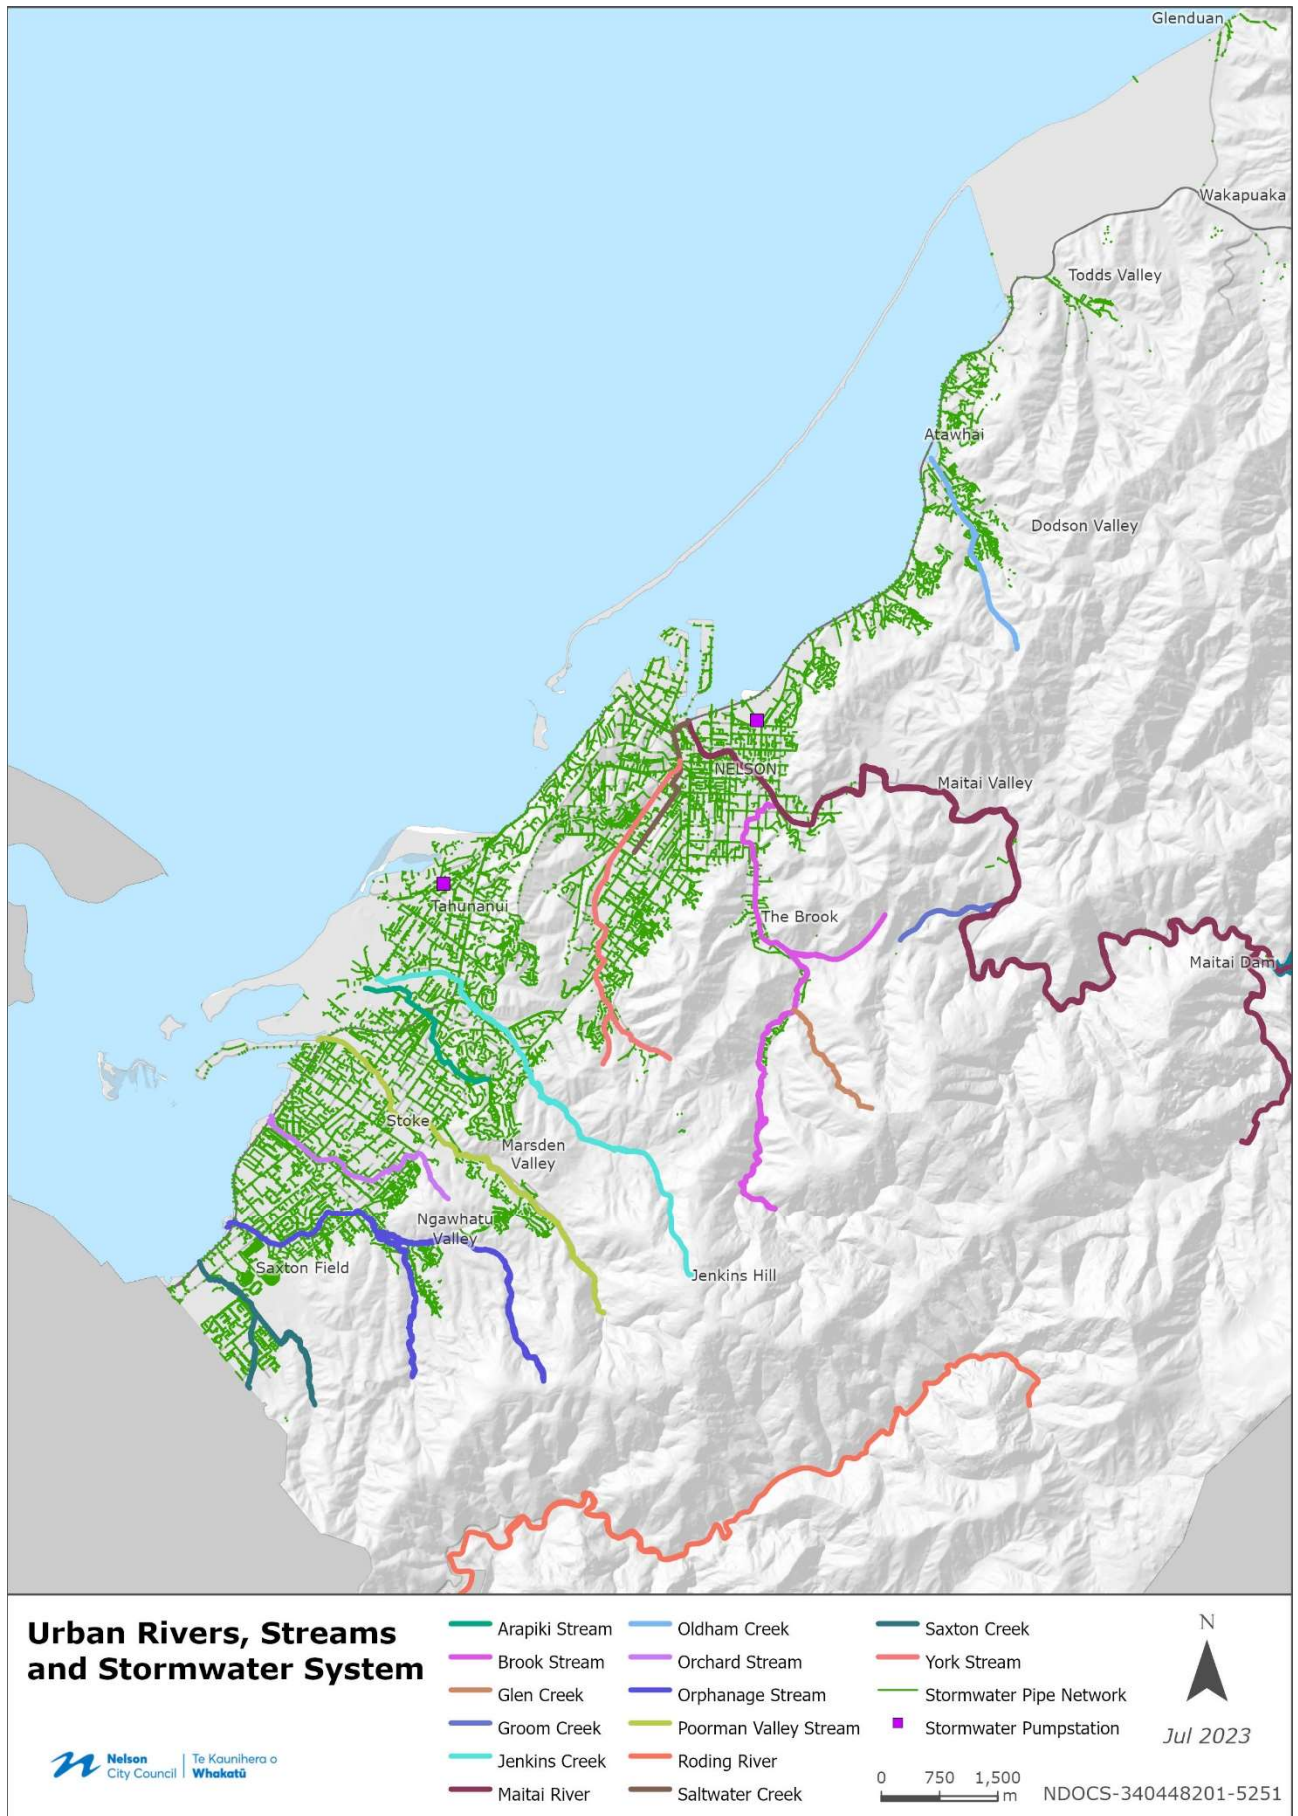 Glenduan
Wakapuaka
Todds Valley
Atawhai
Dodson Valley
NELSON
Maitai Valley
Tahunanui
The Brook
Maitai Dam
Stoke
Marsden
Valley
Ngawhatu
Valley
Saxton Field
Jenkins Hill
Urban Rivers, Streams
and Stormwater System
Nelson
City Council
Te Kaunihera o
Whakatū
Arapiki Stream
Brook Stream
Glen Creek
Groom Creek
Jenkins Creek
Maitai River
Oldham Creek
Orchard Stream
Orphanage Stream
Poorman Valley Stream
Roding River
Saltwater Creek
Saxton Creek
York Stream
Stormwater Pipe Network
Stormwater Pumpstation
0 750 1,500
m
N
Jul 2023
NDOCS-340448201-5251